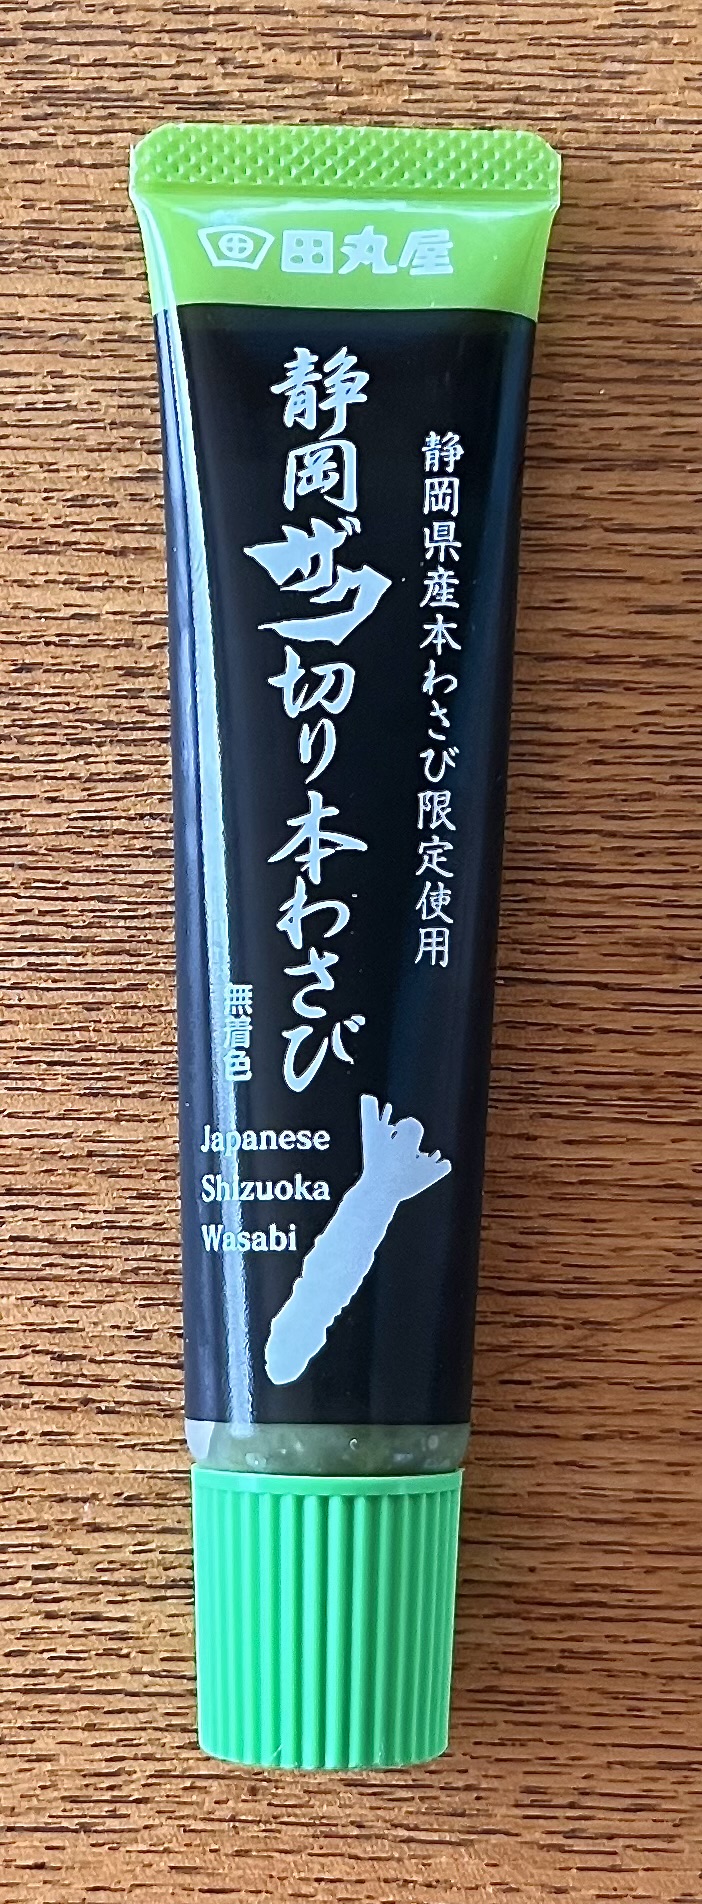 田丸屋
静岡県産本わさび限定使用
静岡ザク切り本わさび
無着色
Japanese
Shizuoka
Wasabi